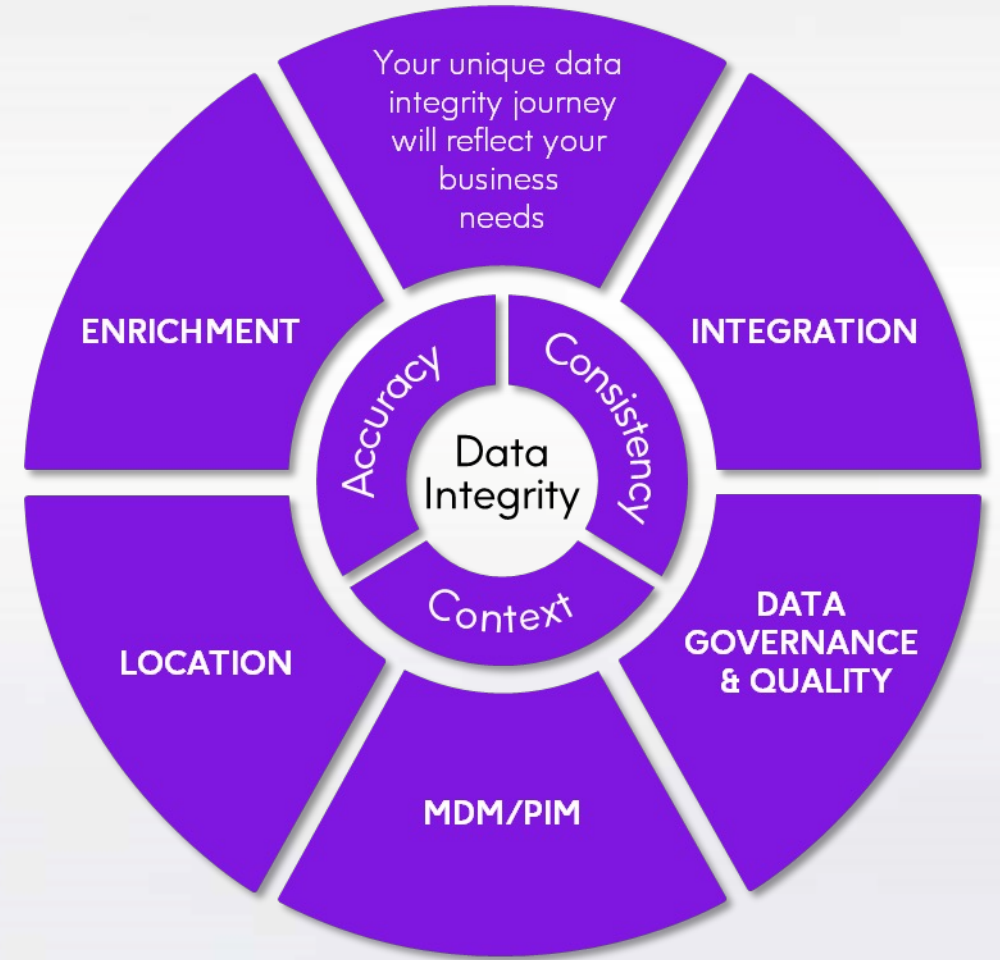 Your unique data
integrity journey
will reflect your
business
needs
INTEGRATION
DATA
GOVERNANCE
& QUALITY
MDM/PIM
LOCATION
ENRICHMENT
Accuracy
Consistency
Context
Data
Integrity